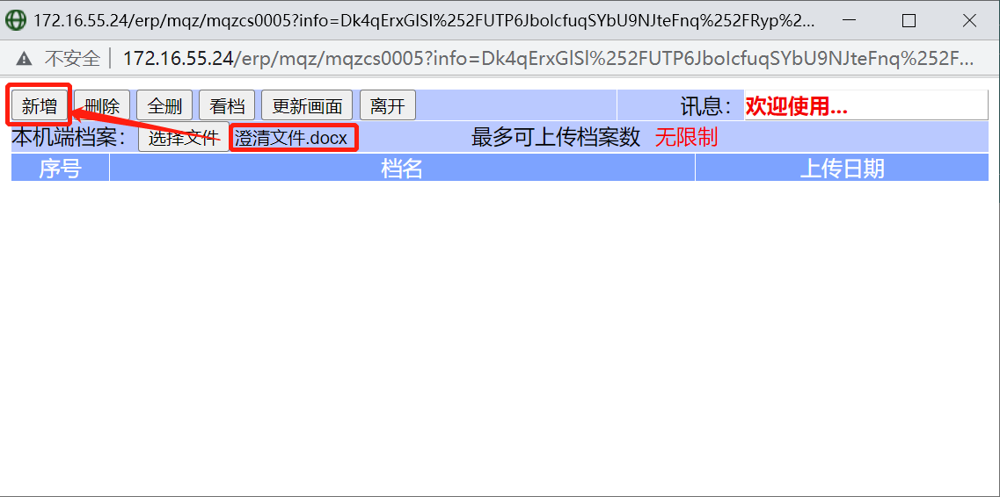 172.16.55.24/erp/mqz/mqzcs0005?info=Dk4qErxGlSl%252FUTP6JboIcfuqSYbU9NJteFnq%252FRyp%2...
不安全 172.16.55.24/erp/mqz/mqzcs0005?info=Dk4qErxGlSl%252FUTP6JboIcfuqSYbU9NJteFnq%252F...
新增 删除 全删 看档 更新画面 离开 讯息： 欢迎使用...
本机端档案： 选择文件 澄清文件.docx 最多可上传档案数 无限制
序号 档名 上传日期